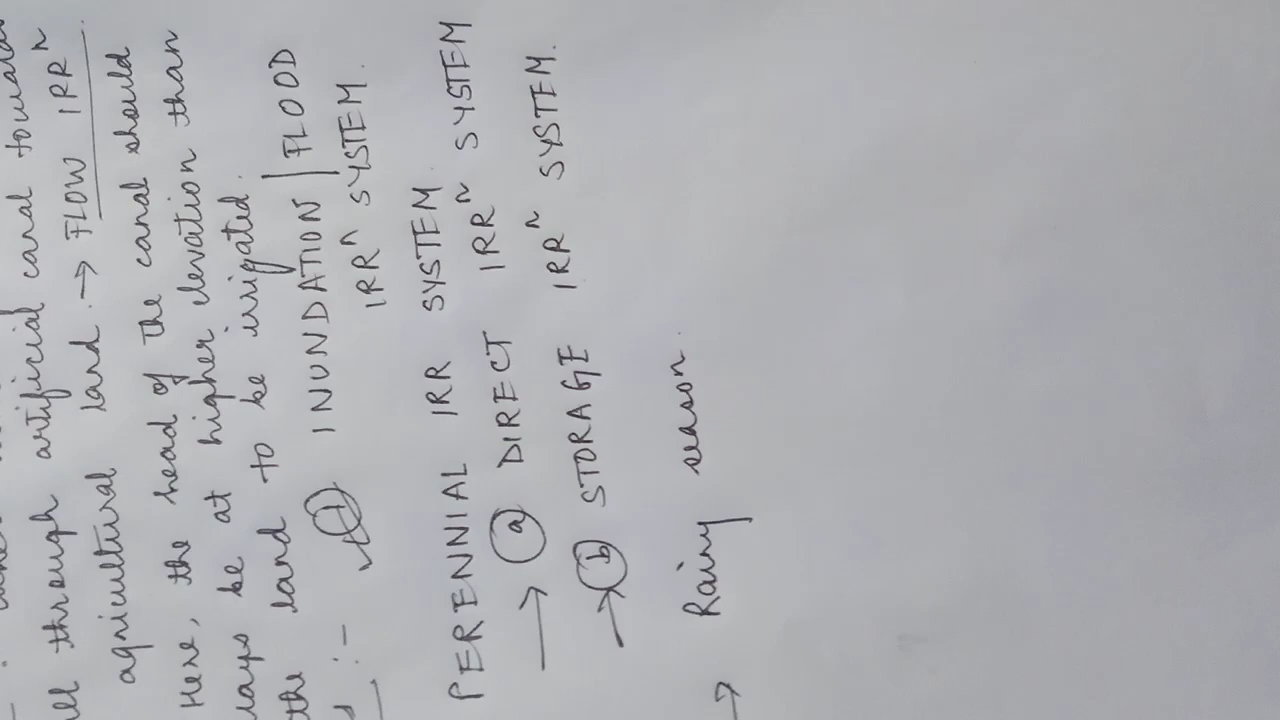 through artificial canal towards
agricultural land. → FLOW IRRⁿ
Here, the head of the canal should
be at higher elevation than
the land to be irrigated.
:- ① INUNDATION | FLOOD
IRRⁿ SYSTEM.
PERENNIAL IRR SYSTEM.
→ ⓐ DIRECT IRRⁿ SYSTEM
→ ⓑ STORAGE IRRⁿ SYSTEM.
→ Rainy season.